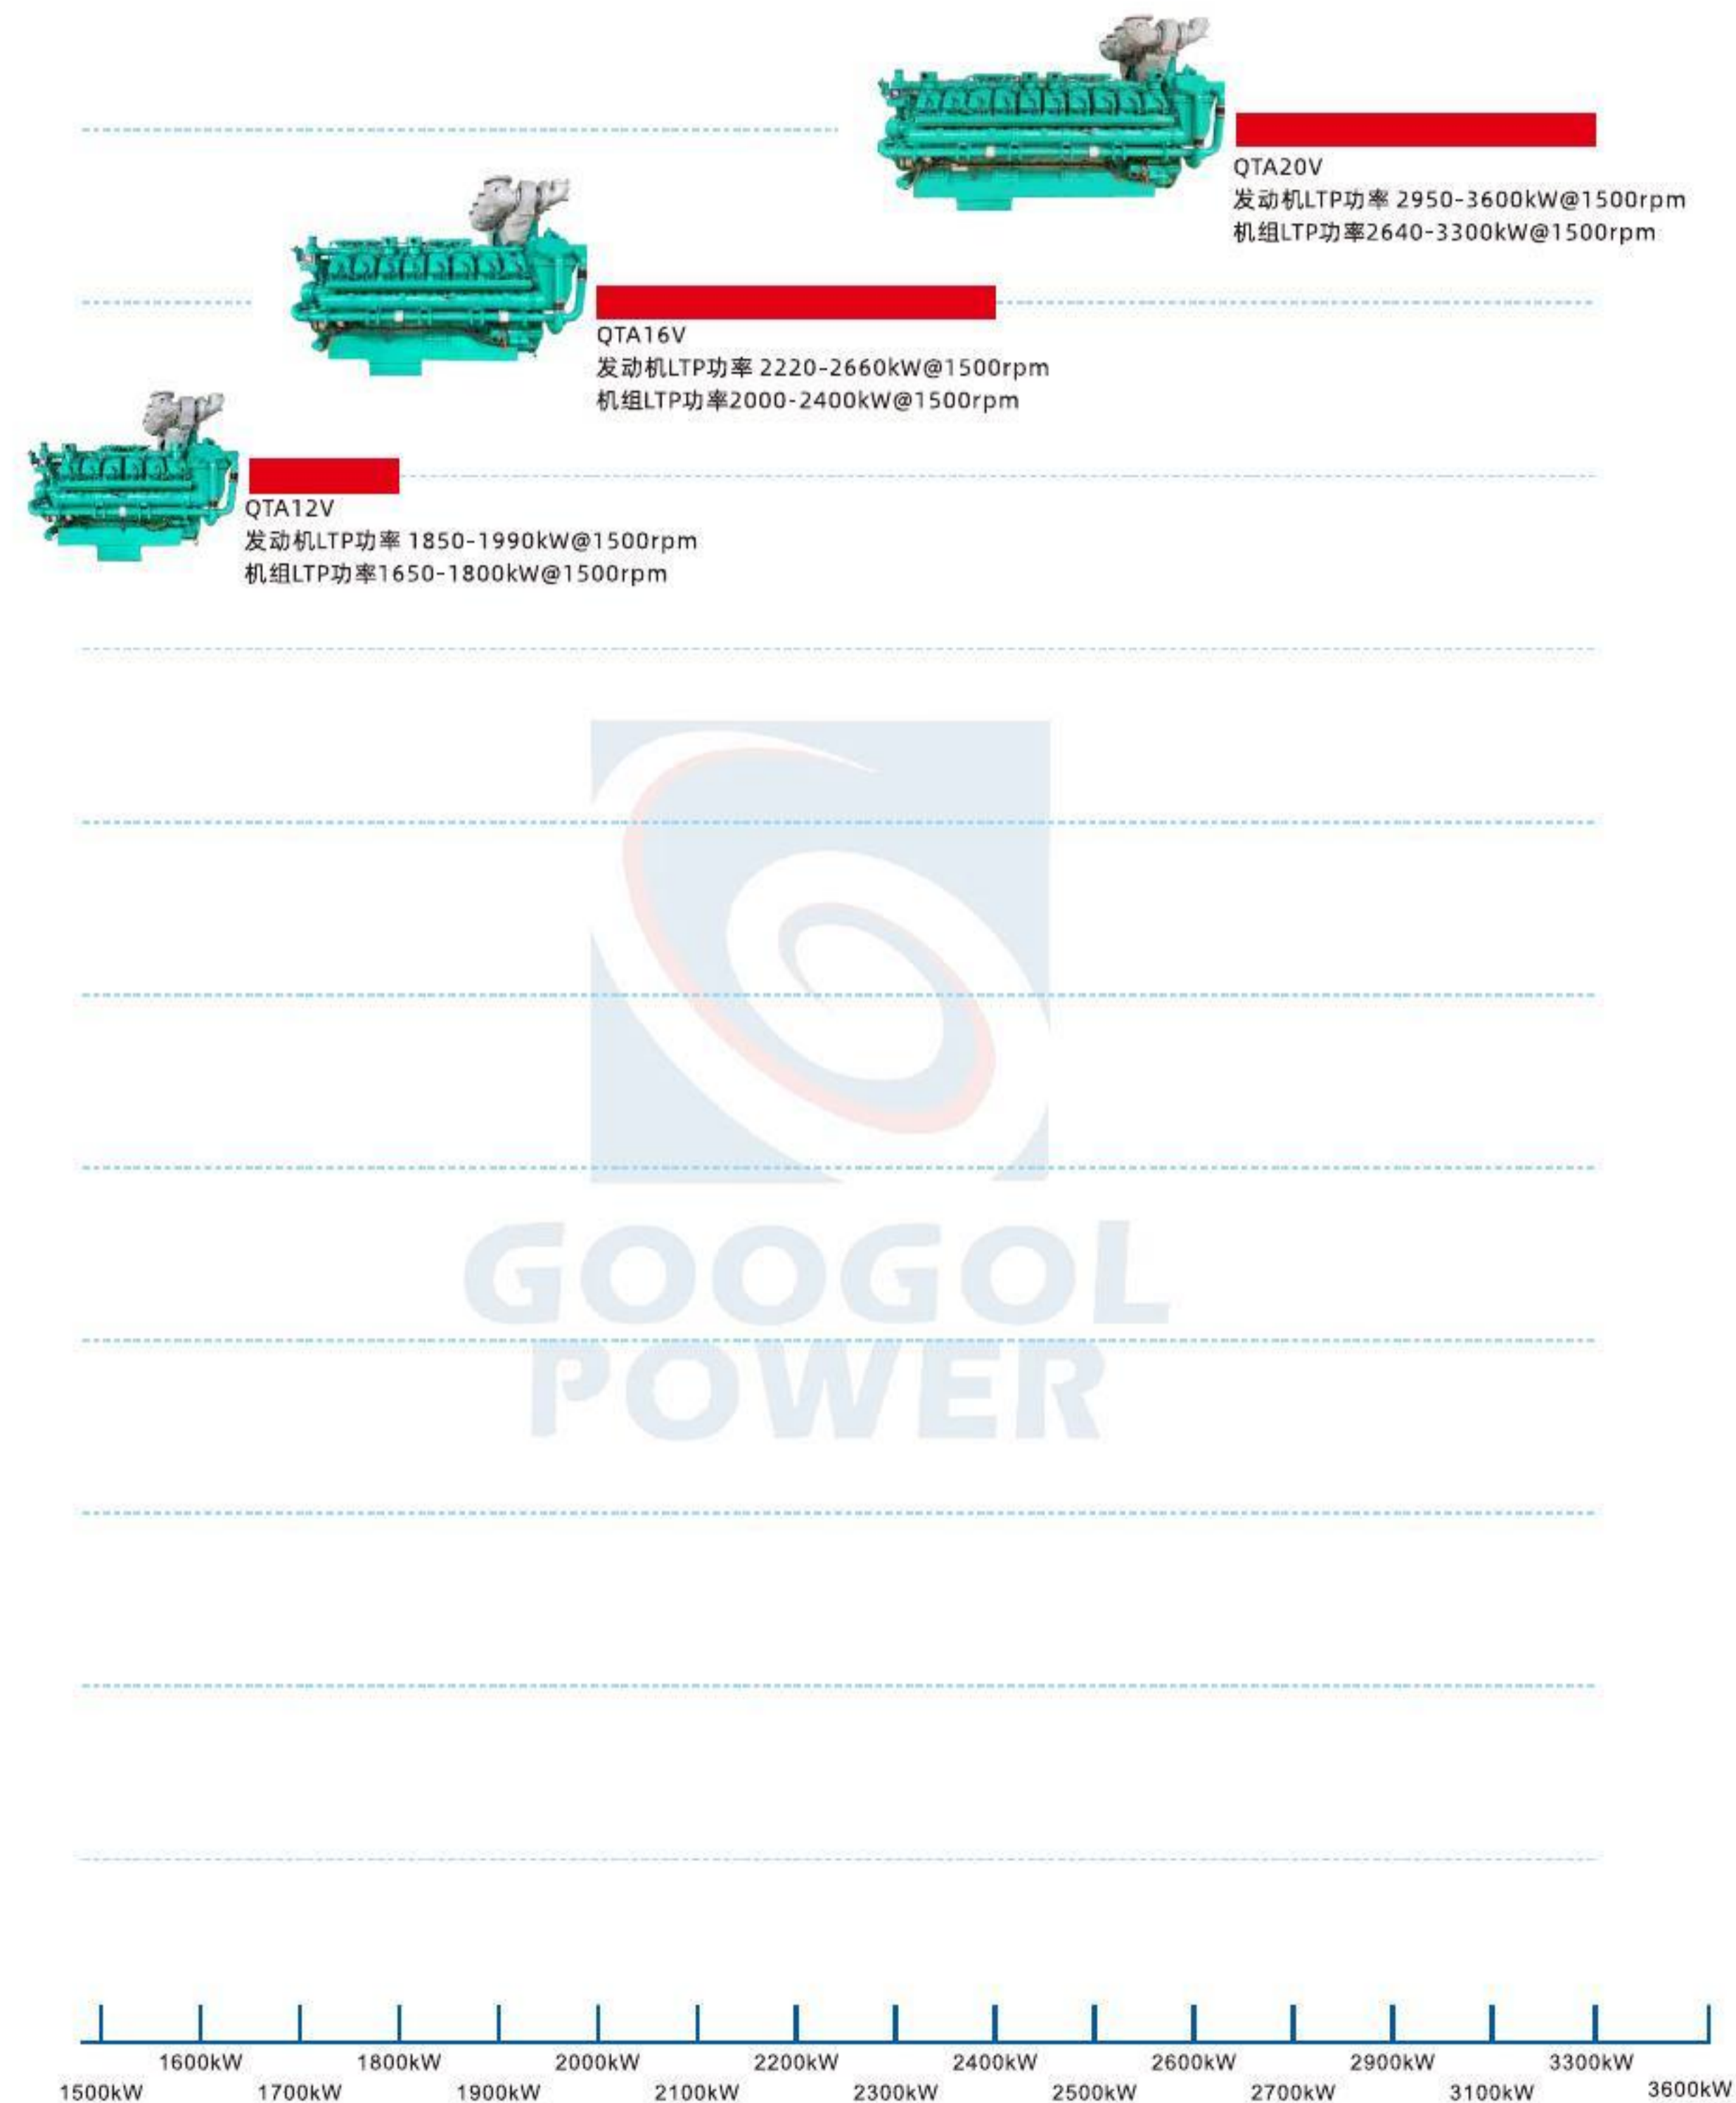 QTA20V
发动机LTP功率 2950-3600kW@1500rpm
机组LTP功率2640-3300kW@1500rpm
QTA16V
发动机LTP功率 2220-2660kW@1500rpm
机组LTP功率2000-2400kW@1500rpm
QTA12V
发动机LTP功率 1850-1990kW@1500rpm
机组LTP功率1650-1800kW@1500rpm
GOOGOL
POWER
1600kW 1800kW 2000kW 2200kW 2400kW 2600kW 2900kW 3300kW
1500kW 1700kW 1900kW 2100kW 2300kW 2500kW 2700kW 3100kW 3600kW